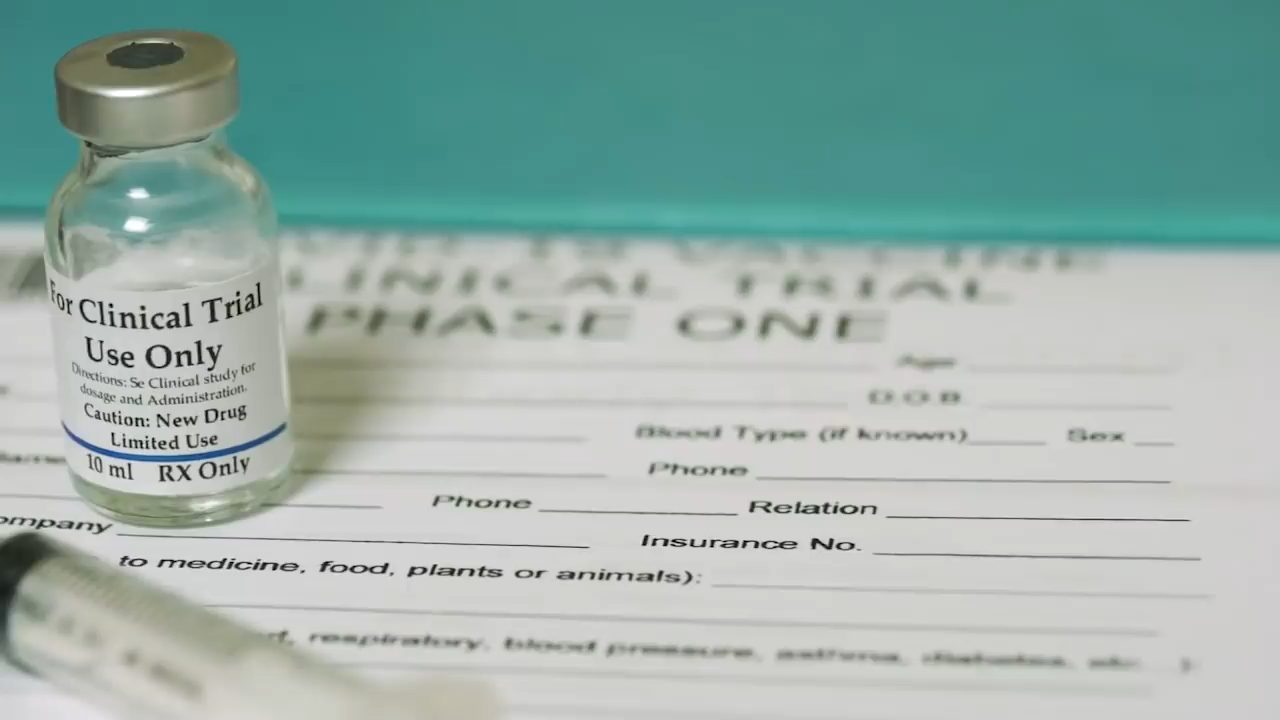 For Clinical Trial
Use Only
Directions: Se Clinical study for
dosage and Administration.
Caution: New Drug
Limited Use
10 ml RX Only
VACCINE
CLINICAL TRIAL
PHASE ONE
Age
D.O.B.
Blood Type (if known) Sex
Phone
Phone Relation
ompany Insurance No.
to medicine, food, plants or animals):
respiratory, blood pressure, asthma, diabetes, etc. ):